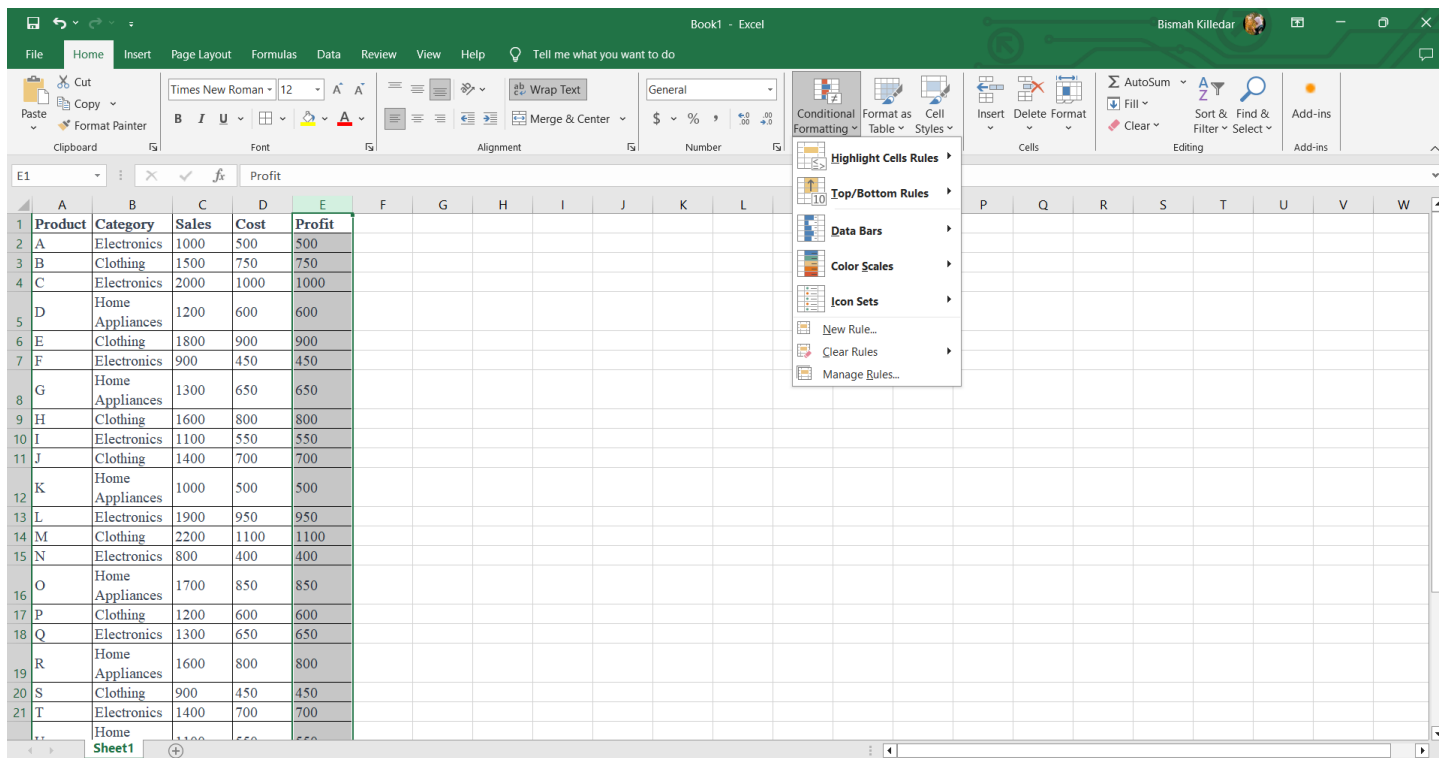 Book1 - Excel
Bismah Killedar
File Home Insert Page Layout Formulas Data Review View Help Tell me what you want to do
Paste
Cut
Copy
Format Painter
Clipboard
Times New Roman 12
B I U
Font
Wrap Text
Merge & Center
Alignment
General
$ % ,
Number
Conditional Formatting
Format as Table
Cell Styles
Insert Delete Format
Cells
AutoSum
Fill
Clear
Sort & Filter
Find & Select
Editing
Add-ins
Add-ins
Highlight Cells Rules
Top/Bottom Rules
Data Bars
Color Scales
Icon Sets
New Rule...
Clear Rules
Manage Rules...
E1 fx Profit
A B C D E F G H I J K L P Q R S T U V W
1 Product Category Sales Cost Profit
2 A Electronics 1000 500 500
3 B Clothing 1500 750 750
4 C Electronics 2000 1000 1000
5 D Home Appliances 1200 600 600
6 E Clothing 1800 900 900
7 F Electronics 900 450 450
8 G Home Appliances 1300 650 650
9 H Clothing 1600 800 800
10 I Electronics 1100 550 550
11 J Clothing 1400 700 700
12 K Home Appliances 1000 500 500
13 L Electronics 1900 950 950
14 M Clothing 2200 1100 1100
15 N Electronics 800 400 400
16 O Home Appliances 1700 850 850
17 P Clothing 1200 600 600
18 Q Electronics 1300 650 650
19 R Home Appliances 1600 800 800
20 S Clothing 900 450 450
21 T Electronics 1400 700 700
Home
Sheet1